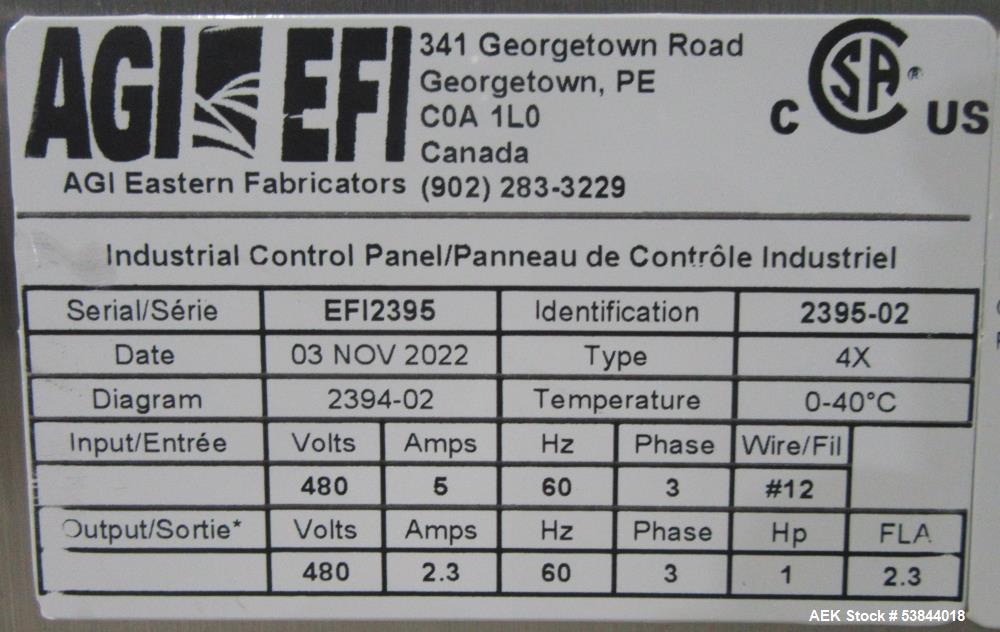 AGI EFI
AGI Eastern Fabricators
341 Georgetown Road
Georgetown, PE
C0A 1L0
Canada
(902) 283-3229
C CSA ® US
Industrial Control Panel/Panneau de Contrôle Industriel
Serial/Série EFI2395 Identification 2395-02
Date 03 NOV 2022 Type 4X
Diagram 2394-02 Temperature 0-40°C
Input/Entrée Volts Amps Hz Phase Wire/Fil
480 5 60 3 #12
Output/Sortie* Volts Amps Hz Phase Hp FLA
480 2.3 60 3 1 2.3
AEK Stock # 53844018